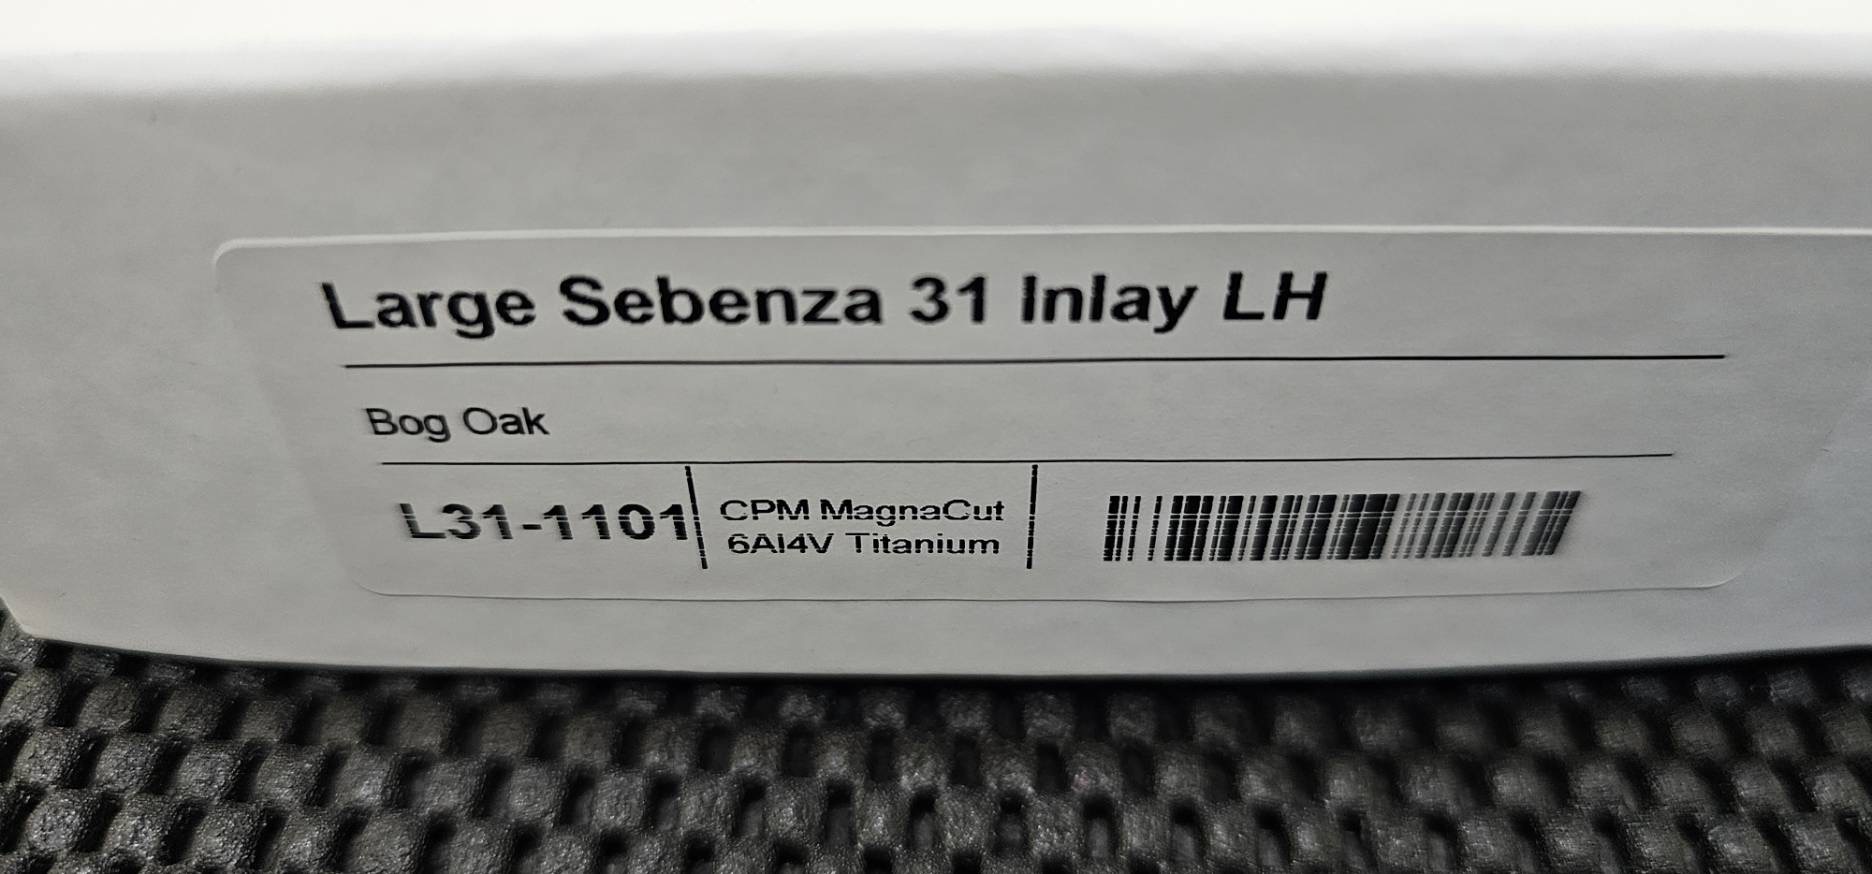 Large Sebenza 31 Inlay LH
Bog Oak
L31-1101
CPM MagnaCut
6Al4V Titanium